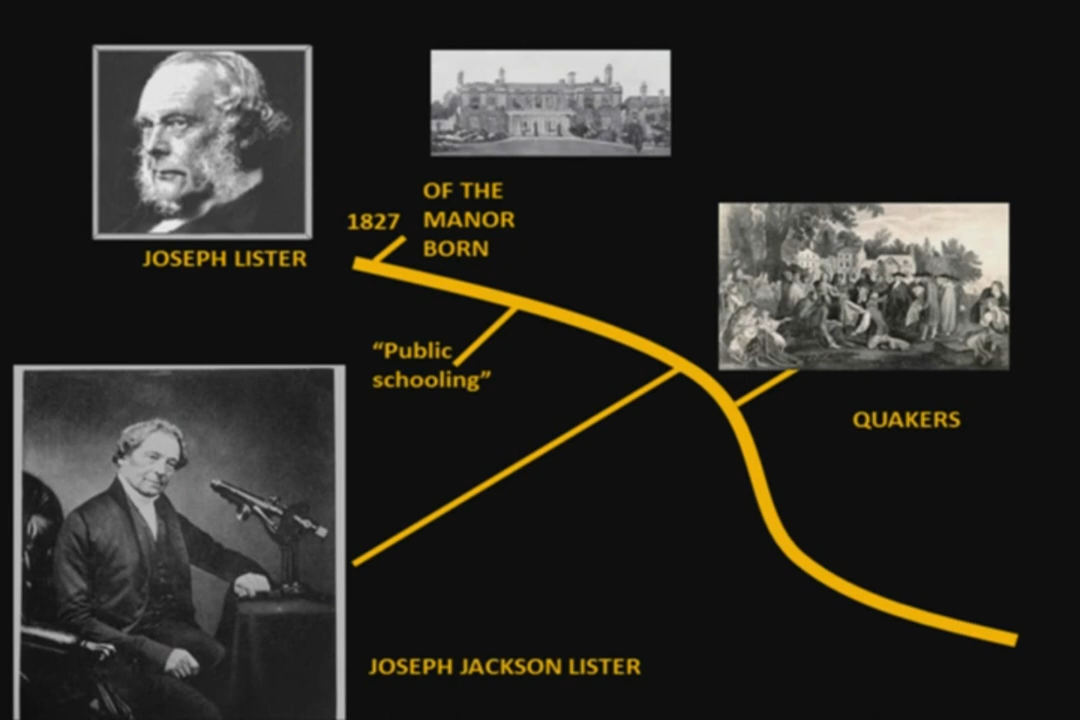 OF THE
1827 MANOR
BORN
JOSEPH LISTER
“Public
schooling”
QUAKERS
JOSEPH JACKSON LISTER